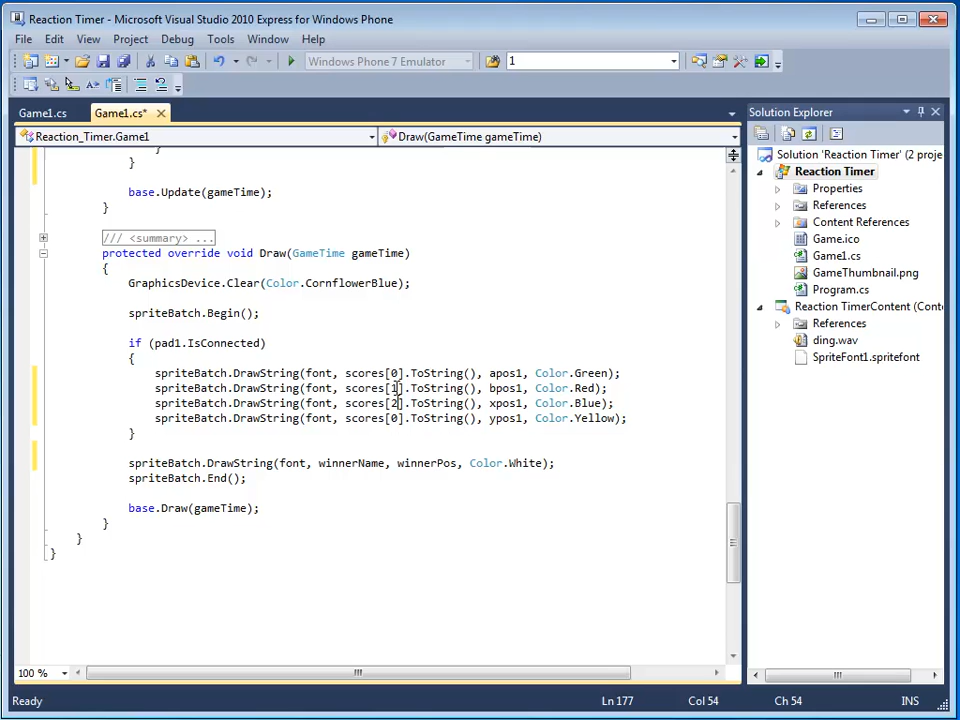 Reaction Timer - Microsoft Visual Studio 2010 Express for Windows Phone
File Edit View Project Debug Tools Window Help
Windows Phone 7 Emulator 1
Game1.cs Game1.cs*
Solution Explorer
Reaction_Timer.Game1 Draw(GameTime gameTime)
}
}
base.Update(gameTime);
}
/// <summary> ...
protected override void Draw(GameTime gameTime)
{
GraphicsDevice.Clear(Color.CornflowerBlue);
spriteBatch.Begin();
if (pad1.IsConnected)
{
spriteBatch.DrawString(font, scores[0].ToString(), apos1, Color.Green);
spriteBatch.DrawString(font, scores[1].ToString(), bpos1, Color.Red);
spriteBatch.DrawString(font, scores[2].ToString(), xpos1, Color.Blue);
spriteBatch.DrawString(font, scores[0].ToString(), ypos1, Color.Yellow);
}
spriteBatch.DrawString(font, winnerName, winnerPos, Color.White);
spriteBatch.End();
base.Draw(gameTime);
}
}
}
Solution 'Reaction Timer' (2 proje
Reaction Timer
Properties
References
Content References
Game.ico
Game1.cs
GameThumbnail.png
Program.cs
Reaction TimerContent (Conte
References
ding.wav
SpriteFont1.spritefont
100 %
Ready Ln 177 Col 54 Ch 54 INS